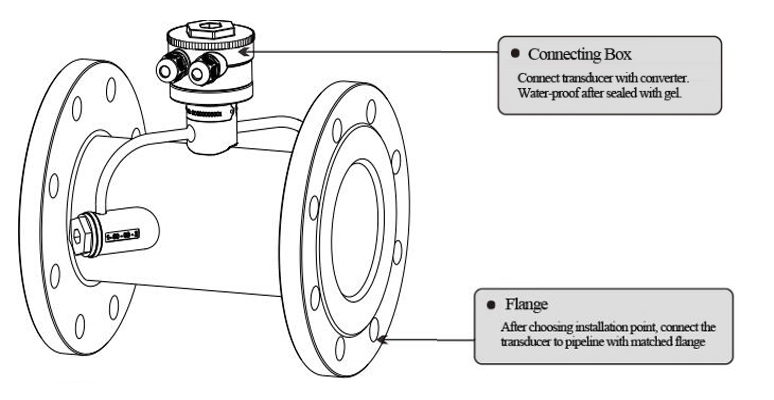 Connecting Box
Connect transducer with converter.
Water-proof after sealed with gel.
Flange
After choosing installation point, connect the
transducer to pipeline with matched flange